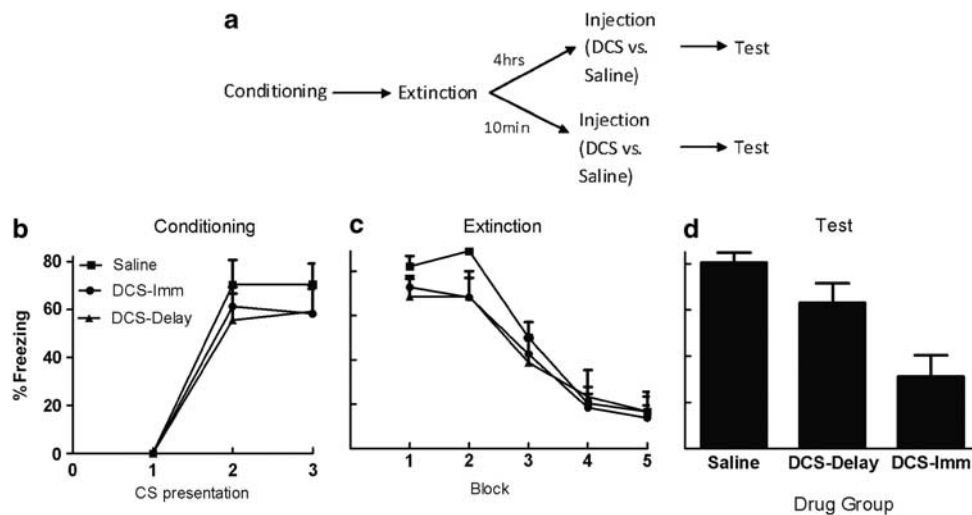 a
Injection
(DCS vs.
Saline)
Test
4hrs
Conditioning
Extinction
10min
Injection
(DCS vs.
Saline)
Test
b
Conditioning
c
Extinction
d
Test
80
60
40
20
0
%Freezing
Saline
DCS-Imm
DCS-Delay
0 1 2 3
CS presentation
1 2 3 4 5
Block
Saline DCS-Delay DCS-Imm
Drug Group